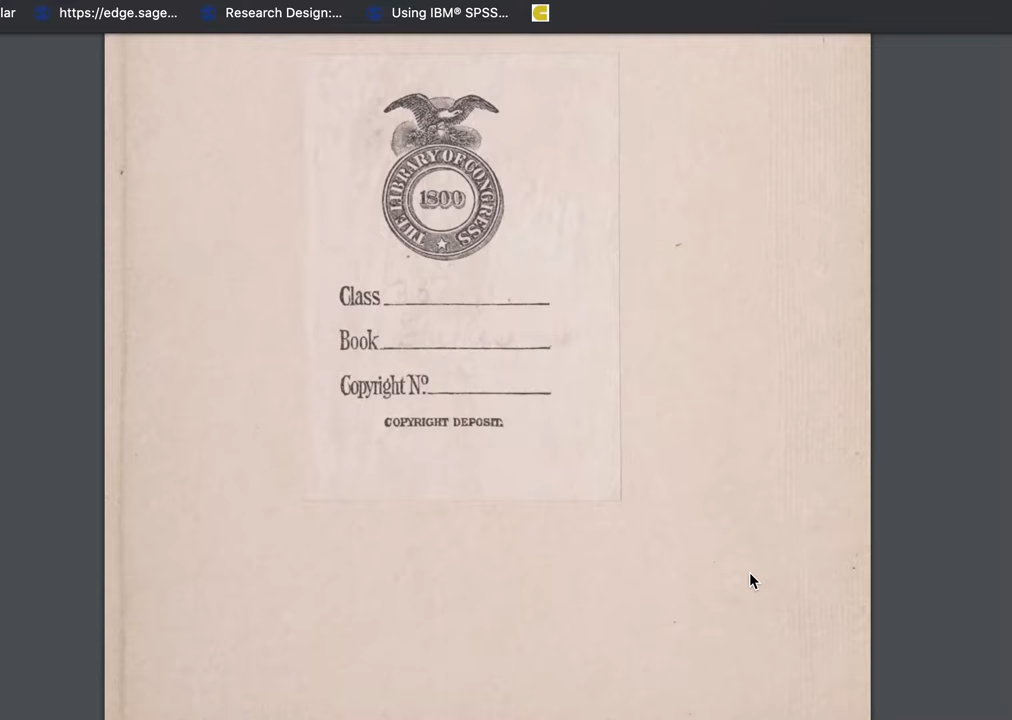 lar https://edge.sage... Research Design:... Using IBM® SPSS...
THE LIBRARY OF CONGRESS
1800
Class
Book
Copyright Nº.
COPYRIGHT DEPOSIT.